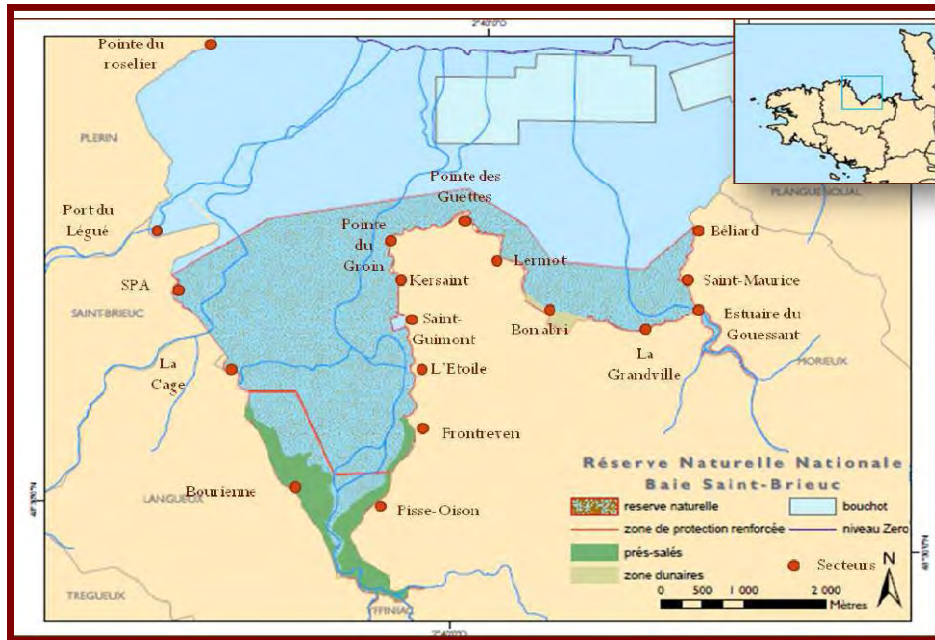 2°40'0"O
Pointe du
roselier
PLERIN
PLANGUENOUAL
Pointe des
Guettes
Port du
Légué
Pointe
du
Groin
Béliard
Lermot
SPA
Kersaint
Saint-Maurice
SAINT-BRIEUC
Saint-
Guimont
Bonabri
Estuaire du
Gouessant
La
Cage
L'Etoile
La
Grandville
MORIEUX
Frontreven
Réserve Naturelle Nationale
Baie Saint-Brieuc
Bourienne
LANGUEUX
Pisse-Oison
reserve naturelle
bouchot
zone de protection renforcée
niveau Zero
prés-salés
zone dunaires
Secteurs
N
0 500 1 000 2 000
Mètres
TREGUEUX
YFFINIAC
2°40'0"O